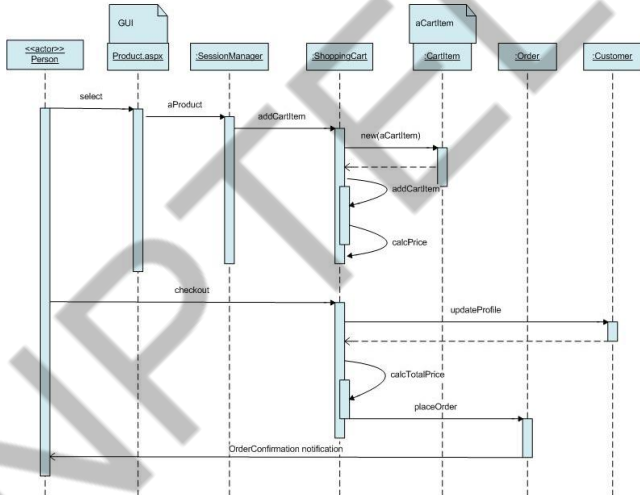 GUI
aCartItem
<<actor>>
Person
Product.aspx
:SessionManager
:ShoppingCart
:CartItem
:Order
:Customer
select
aProduct
addCartItem
new(aCartItem)
addCartItem
calcPrice
checkout
updateProfile
calcTotalPrice
placeOrder
OrderConfirmation notification
NPTEL